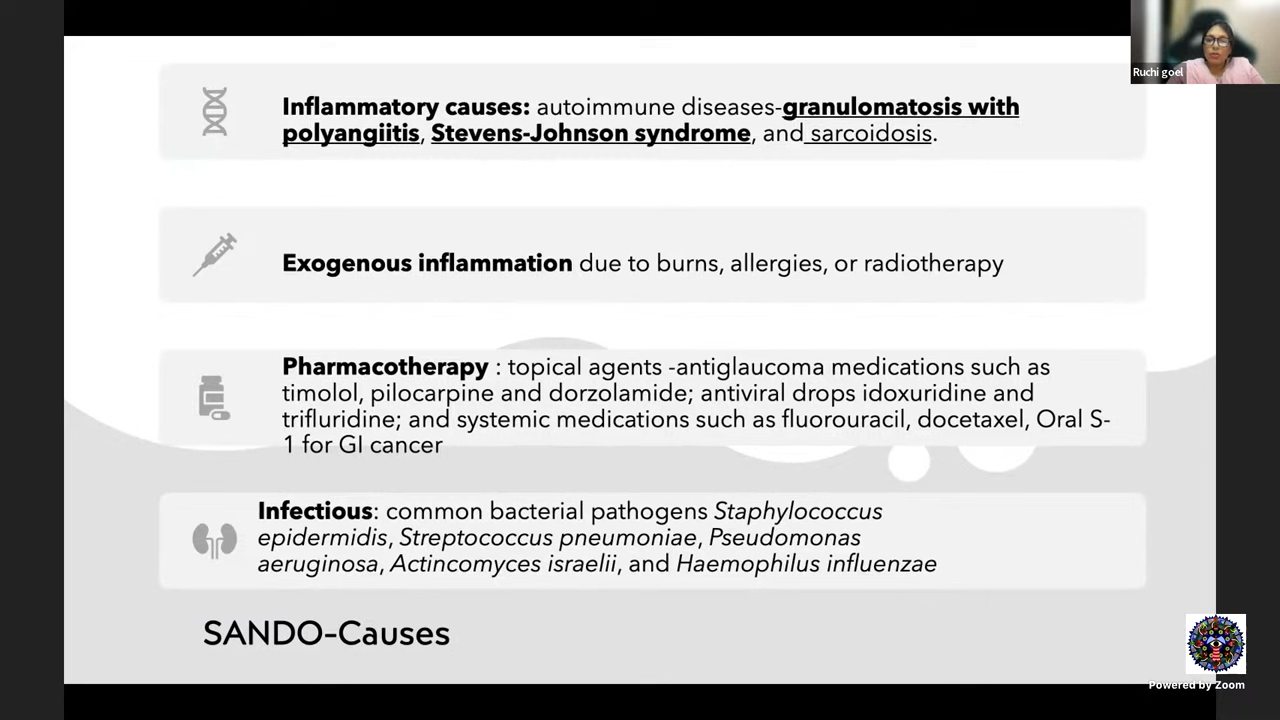 Ruchi goel
Inflammatory causes: autoimmune diseases-granulomatosis with
polyangiitis, Stevens-Johnson syndrome, and sarcoidosis.
Exogenous inflammation due to burns, allergies, or radiotherapy
Pharmacotherapy : topical agents -antiglaucoma medications such as
timolol, pilocarpine and dorzolamide; antiviral drops idoxuridine and
trifluridine; and systemic medications such as fluorouracil, docetaxel, Oral S-
1 for GI cancer
Infectious: common bacterial pathogens Staphylococcus
epidermidis, Streptococcus pneumoniae, Pseudomonas
aeruginosa, Actincomyces israelii, and Haemophilus influenzae
SANDO-Causes
Powered by Zoom